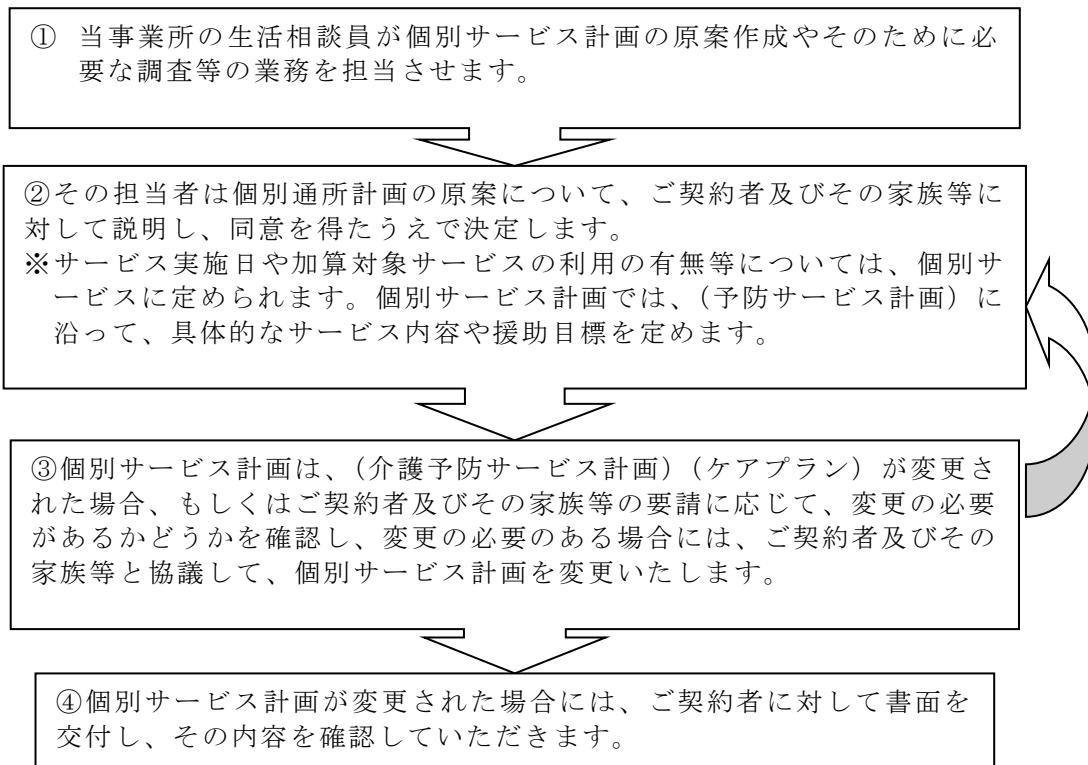 ① 当事業所の生活相談員が個別サービス計画の原案作成やそのために必
要な調査等の業務を担当させます。
②その担当者は個別通所計画の原案について、ご契約者及びその家族等に
対して説明し、同意を得たうえで決定します。
※サービス実施日や加算対象サービスの利用の有無等については、個別サ
ービスに定められます。個別サービス計画では、（予防サービス計画）に
沿って、具体的なサービス内容や援助目標を定めます。
③個別サービス計画は、（介護予防サービス計画）（ケアプラン）が変更さ
れた場合、もしくはご契約者及びその家族等の要請に応じて、変更の必要
があるかどうかを確認し、変更の必要のある場合には、ご契約者及びその
家族等と協議して、個別サービス計画を変更いたします。
④個別サービス計画が変更された場合には、ご契約者に対して書面を
交付し、その内容を確認していただきます。